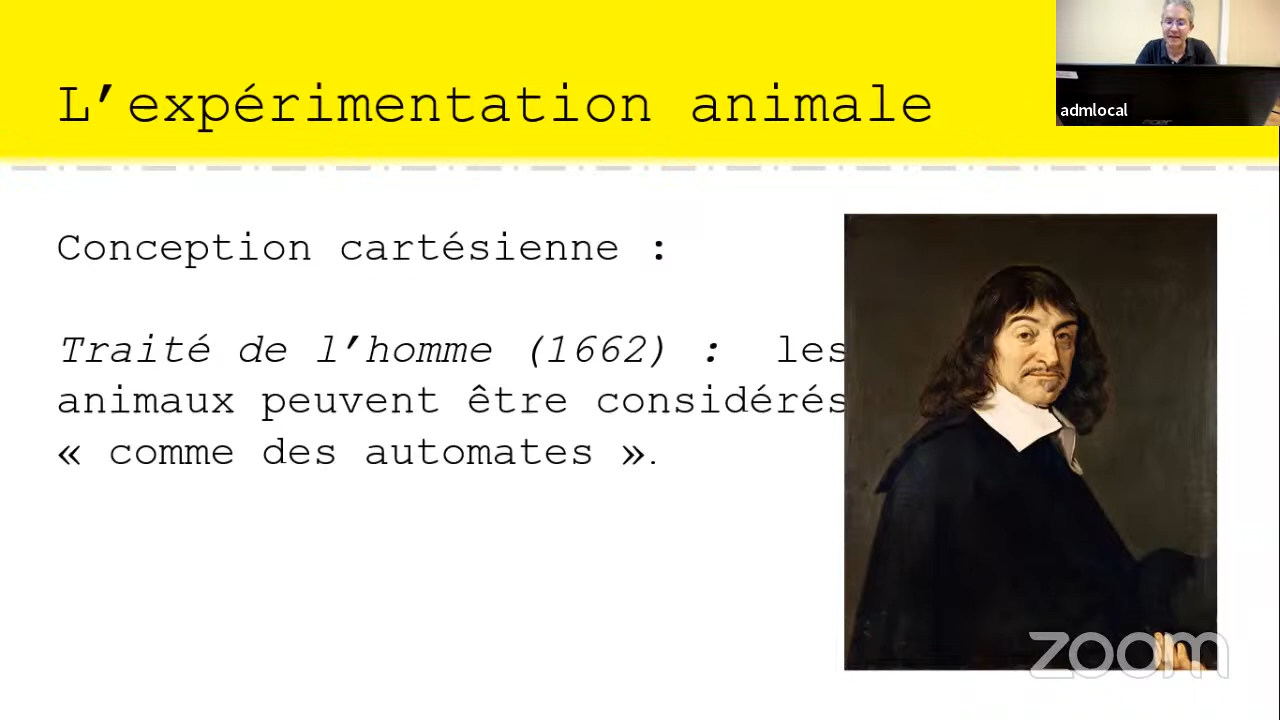 L’expérimentation animale
admlocal
Conception cartésienne :
Traité de l’homme (1662) : les
animaux peuvent être considérés
« comme des automates ».
zoom